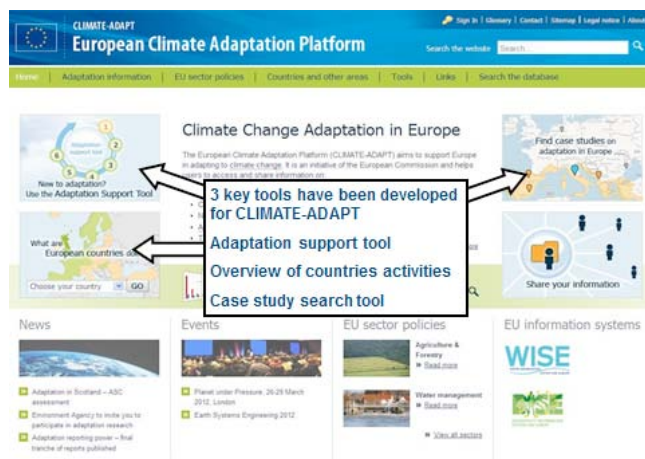 CLIMATE-ADAPT
European Climate Adaptation Platform
Sign in | Glossary | Contact | Sitemap | Legal notice | About
Search the website Search...
Home | Adaptation information | EU sector policies | Countries and other areas | Tools | Links | Search the database
Adaptation
support tool
1
2
3
4
5
6
New to adaptation?
Use the Adaptation Support Tool
Climate Change Adaptation in Europe
The European Climate Adaptation Platform (CLIMATE-ADAPT) aims to support Europe
in adapting to climate change. It is an initiative of the European Commission and helps
users to access and share information on:
Find case studies on
adaptation in Europe
3 key tools have been developed
for CLIMATE-ADAPT
Adaptation support tool
Overview of countries activities
Case study search tool
What are
European countries
Choose your country GO
Share your information
News
Adaptation in Scotland – ASC
assessment
Environment Agency to invite you to
participate in adaptation research
Adaptation reporting power – final
tranche of reports published
Events
Planet under Pressure: 26-29 March
2012, London
Earth Systems Engineering 2012
EU sector policies
Agriculture &
Forestry
Read more
Water management
Read more
View all sectors
EU information systems
WISE